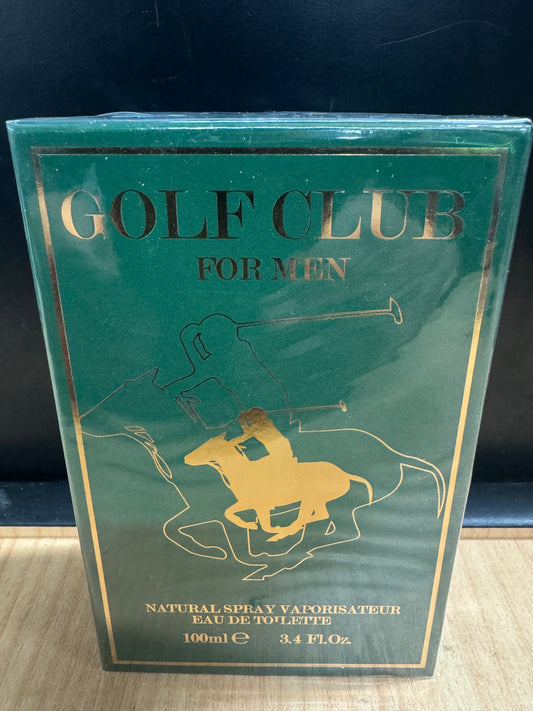 GOLF CLUB
FOR MEN
NATURAL SPRAY VAPORISATEUR
EAU DE TOILETTE
100ml ℮ 3.4 Fl.Oz.